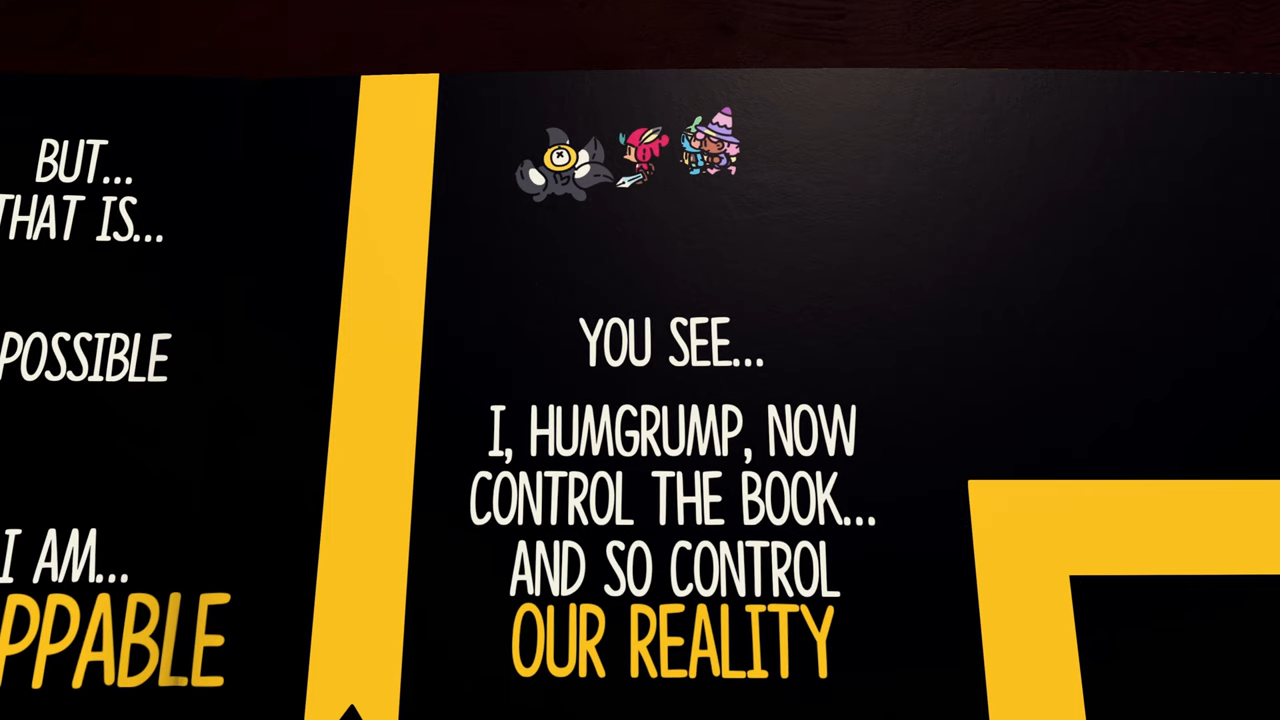 BUT...
THAT IS...
POSSIBLE
I AM...
PPABLE
YOU SEE...
I, HUMGRUMP, NOW
CONTROL THE BOOK...
AND SO CONTROL
OUR REALITY